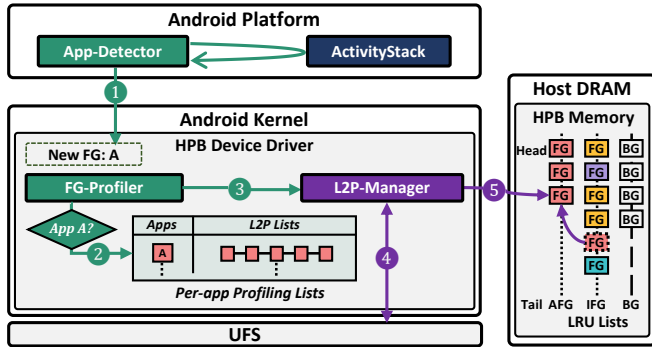 Android Platform
App-Detector
ActivityStack
1
Android Kernel
HPB Device Driver
New FG: A
FG-Profiler
3
L2P-Manager
5
App A?
2
Apps
L2P Lists
A
4
Per-app Profiling Lists
UFS
Host DRAM
HPB Memory
Head
FG FG BG
FG FG BG
FG FG BG
FG BG
FG
FG
Tail AFG IFG BG
LRU Lists